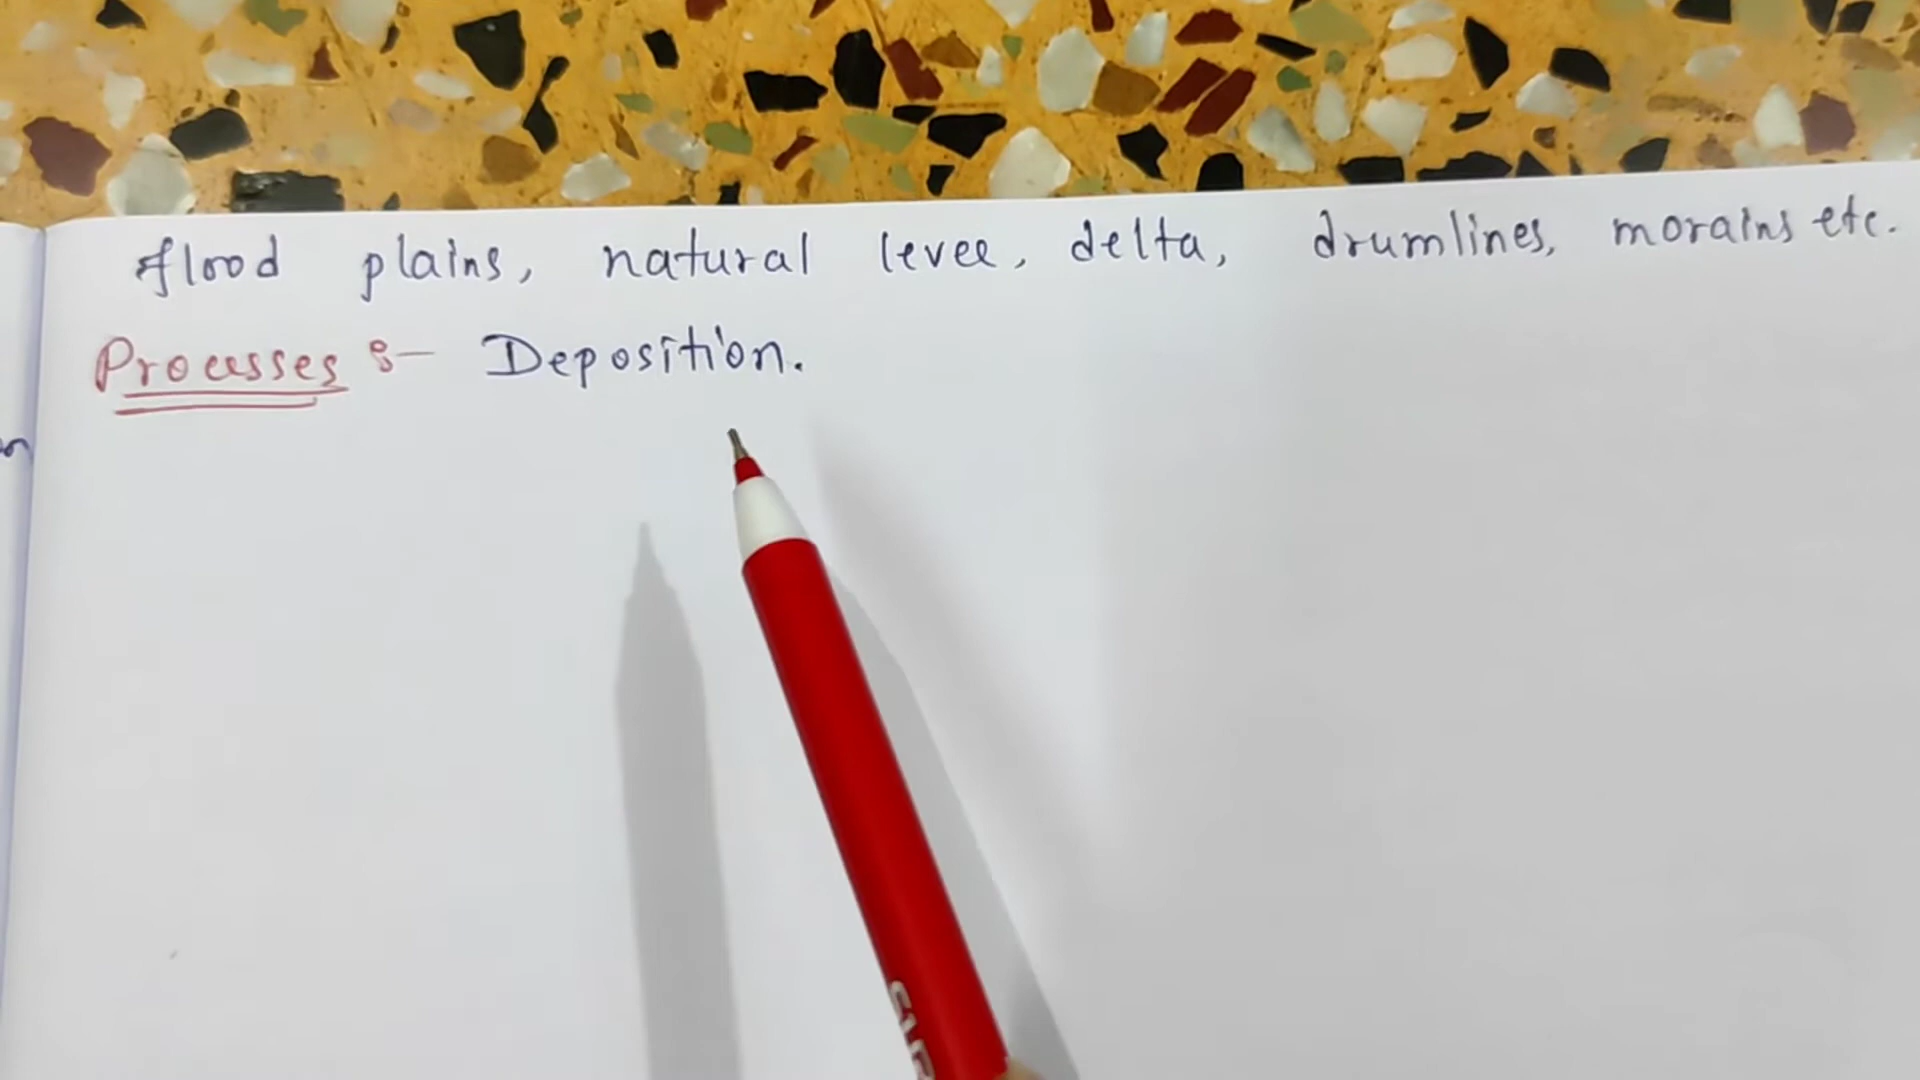 flood plains, natural levee, delta, drumlines, morains etc.
Processes :- Deposition.